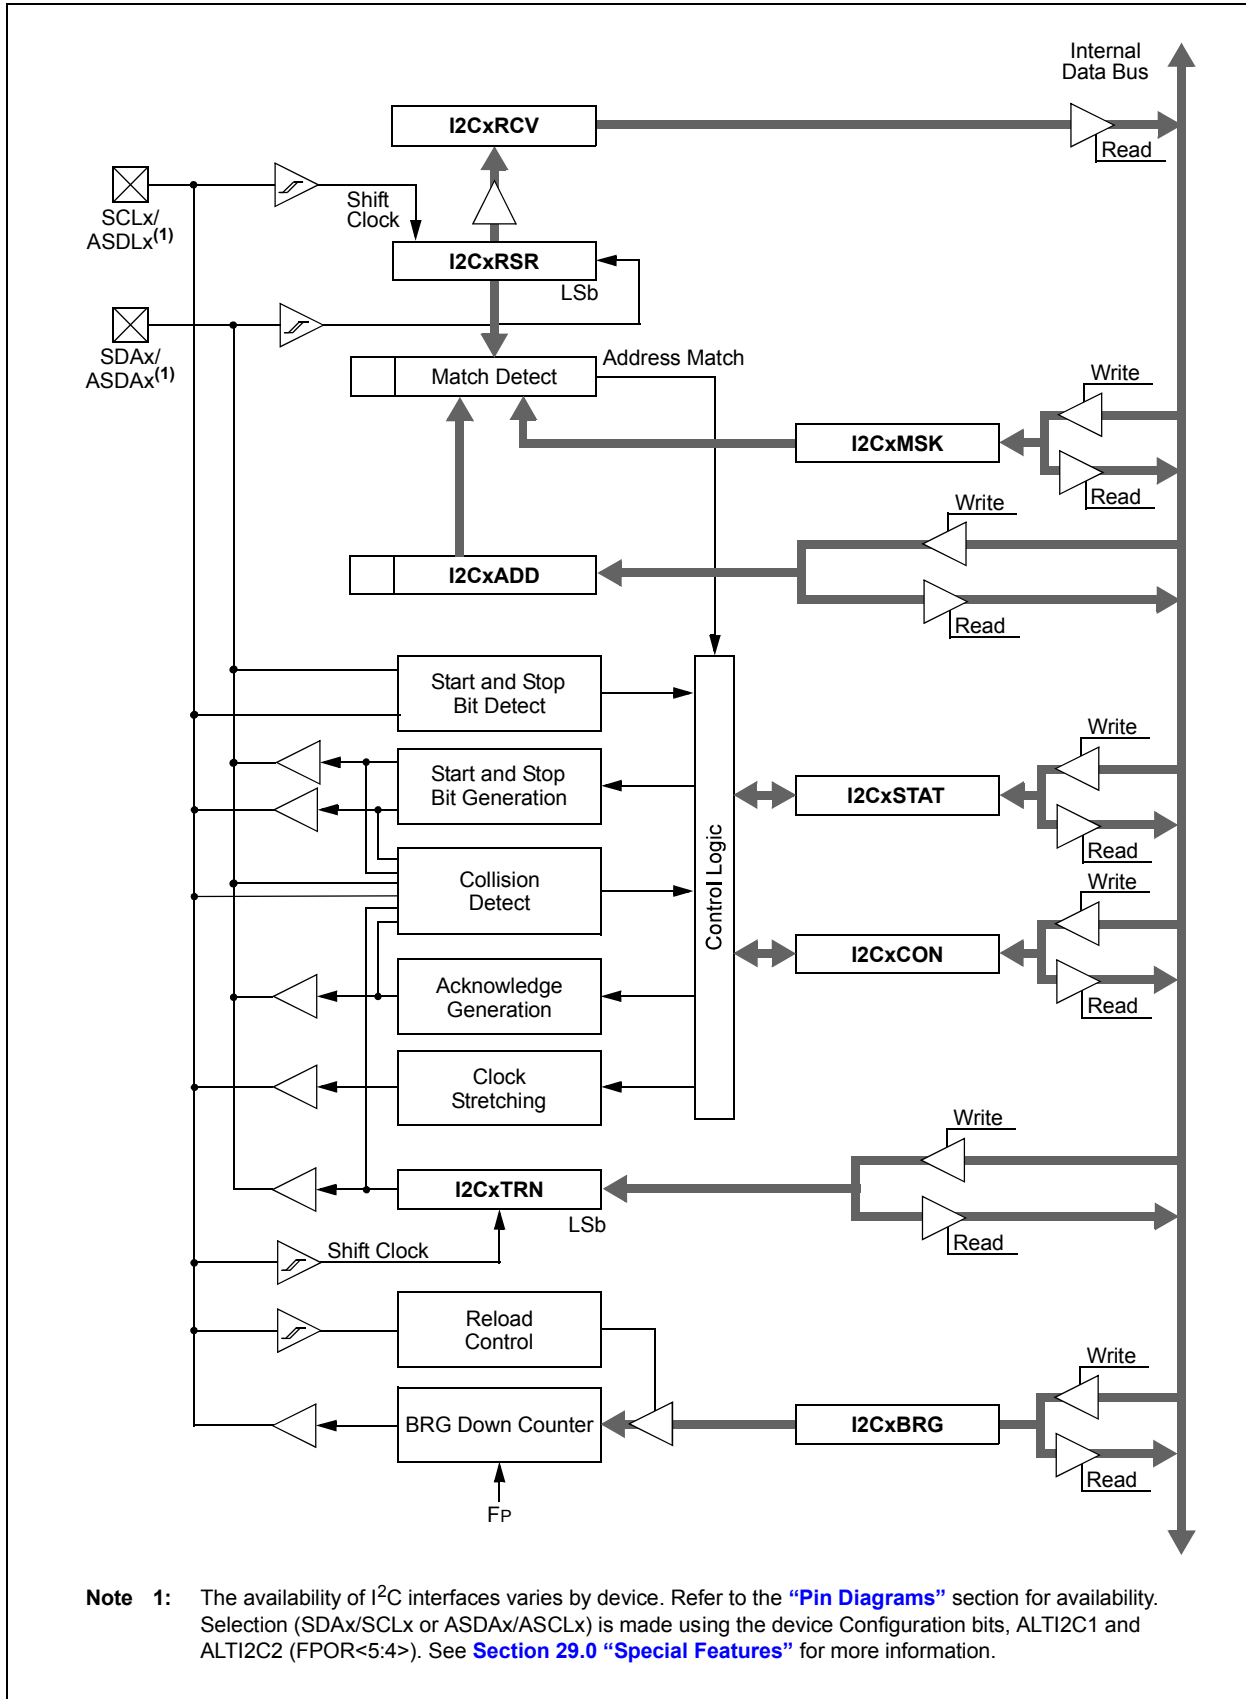 Internal
Data Bus
I2CxRCV
Read
Shift
Clock
SCLx/
ASDLx(1)
I2CxRSR
LSb
SDAx/
ASDAx(1)
Address Match
Match Detect
Write
I2CxMSK
Read
Write
I2CxADD
Read
Start and Stop
Bit Detect
Write
Start and Stop
Bit Generation
I2CxSTAT
Read
Control Logic
Collision
Detect
Write
I2CxCON
Read
Acknowledge
Generation
Clock
Stretching
Write
I2CxTRN
LSb
Read
Shift Clock
Reload
Control
Write
BRG Down Counter
I2CxBRG
Read
FP
Note 1: The availability of I2C interfaces varies by device. Refer to the “Pin Diagrams” section for availability.
Selection (SDAx/SCLx or ASDAx/ASCLx) is made using the device Configuration bits, ALTI2C1 and
ALTI2C2 (FPOR<5:4>). See Section 29.0 “Special Features” for more information.